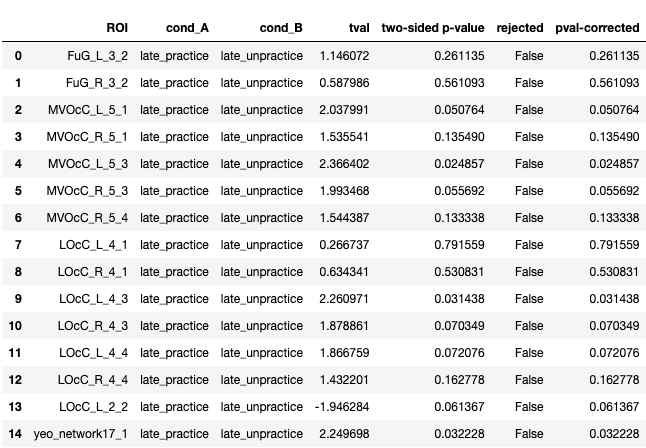 ROI cond_A cond_B tval two-sided p-value rejected pval-corrected
0 FuG_L_3_2 late_practice late_unpractice 1.146072 0.261135 False 0.261135
1 FuG_R_3_2 late_practice late_unpractice 0.587986 0.561093 False 0.561093
2 MVOcC_L_5_1 late_practice late_unpractice 2.037991 0.050764 False 0.050764
3 MVOcC_R_5_1 late_practice late_unpractice 1.535541 0.135490 False 0.135490
4 MVOcC_L_5_3 late_practice late_unpractice 2.366402 0.024857 False 0.024857
5 MVOcC_R_5_3 late_practice late_unpractice 1.993468 0.055692 False 0.055692
6 MVOcC_R_5_4 late_practice late_unpractice 1.544387 0.133338 False 0.133338
7 LOcC_L_4_1 late_practice late_unpractice 0.266737 0.791559 False 0.791559
8 LOcC_R_4_1 late_practice late_unpractice 0.634341 0.530831 False 0.530831
9 LOcC_L_4_3 late_practice late_unpractice 2.260971 0.031438 False 0.031438
10 LOcC_R_4_3 late_practice late_unpractice 1.878861 0.070349 False 0.070349
11 LOcC_L_4_4 late_practice late_unpractice 1.866759 0.072076 False 0.072076
12 LOcC_R_4_4 late_practice late_unpractice 1.432201 0.162778 False 0.162778
13 LOcC_L_2_2 late_practice late_unpractice -1.946284 0.061367 False 0.061367
14 yeo_network17_1 late_practice late_unpractice 2.249698 0.032228 False 0.032228